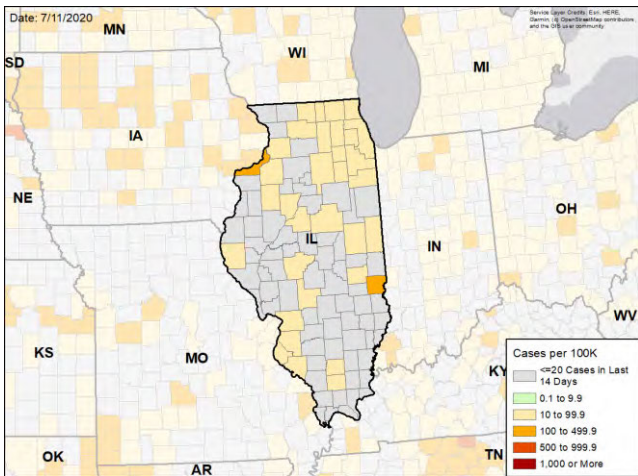 Date: 7/11/2020
Service Layer Credits: Esri, HERE,
Garmin, (c) OpenStreetMap contributors,
and the GIS user community
MN
SD
WI
MI
IA
NE
IL
IN
OH
WV
KS
MO
KY
OK
AR
TN
Cases per 100K
<=20 Cases in Last
14 Days
0.1 to 9.9
10 to 99.9
100 to 499.9
500 to 999.9
1,000 or More